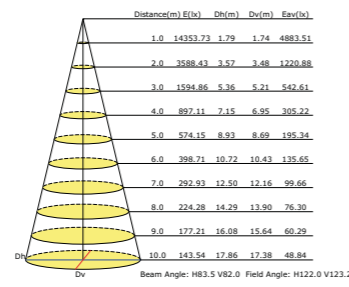 Distance(m) E(lx) Dh(m) Dv(m) Eav(lx)
1.0 14353.73 1.79 1.74 4883.51
2.0 3588.43 3.57 3.48 1220.88
3.0 1594.86 5.36 5.21 542.61
4.0 897.11 7.15 6.95 305.22
5.0 574.15 8.93 8.69 195.34
6.0 398.71 10.72 10.43 135.65
7.0 292.93 12.50 12.16 99.66
8.0 224.28 14.29 13.90 76.30
9.0 177.21 16.08 15.64 60.29
Dh 10.0 143.54 17.86 17.38 48.84
Dv Beam Angle: H83.5 V82.0 Field Angle: H122.0 V123.2